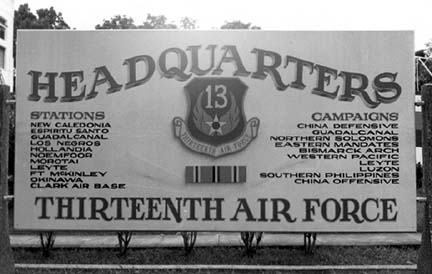 HEADQUARTERS
STATIONS
NEW CALEDONIA
ESPIRTU SANTO
GUADALCANAL
LOS NEGROS
HOLLANDIA
NOEMFOOR
MOROTAI
LEYTE
FT MCKINLEY
OKINAWA
CLARK AIR BASE
13
THIRTEENTH AIR FORCE
CAMPAIGNS
CHINA DEFENSIVE
GUADALCANAL
NORTHERN SOLOMONS
EASTERN MANDATES
BISMARCK ARCH
WESTERN PACIFIC
LEYTE
LUZON
SOUTHERN PHILIPPINES
CHINA OFFENSIVE
THIRTEENTH AIR FORCE